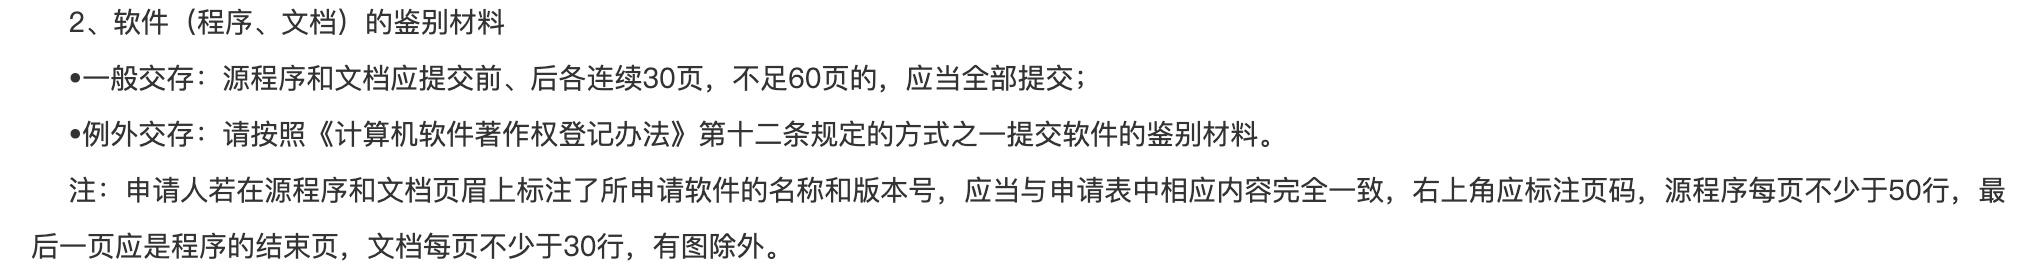 2、软件（程序、文档）的鉴别材料
•一般交存：源程序和文档应提交前、后各连续30页，不足60页的，应当全部提交；
•例外交存：请按照《计算机软件著作权登记办法》第十二条规定的方式之一提交软件的鉴别材料。
注：申请人若在源程序和文档页眉上标注了所申请软件的名称和版本号，应当与申请表中相应内容完全一致，右上角应标注页码，源程序每页不少于50行，最
后一页应是程序的结束页，文档每页不少于30行，有图除外。